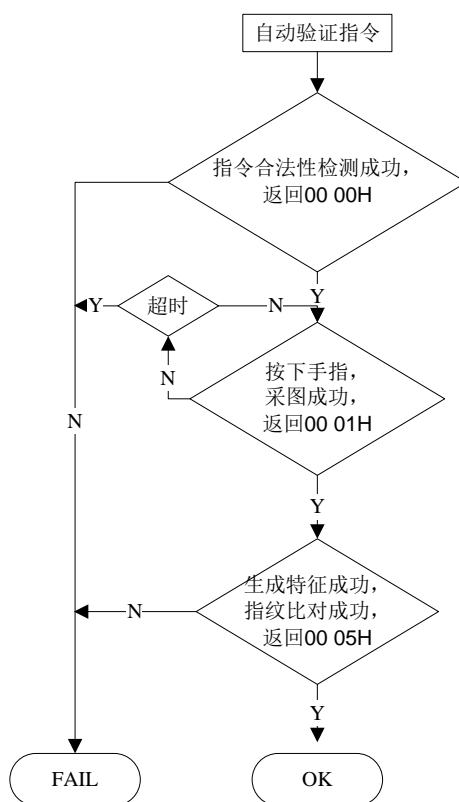 自动验证指令
指令合法性检测成功，
返回00 00H
Y
Y
超时
N
N
按下手指，
采图成功，
返回00 01H
N
Y
生成特征成功，
指纹比对成功，
返回00 05H
N
Y
FAIL
OK